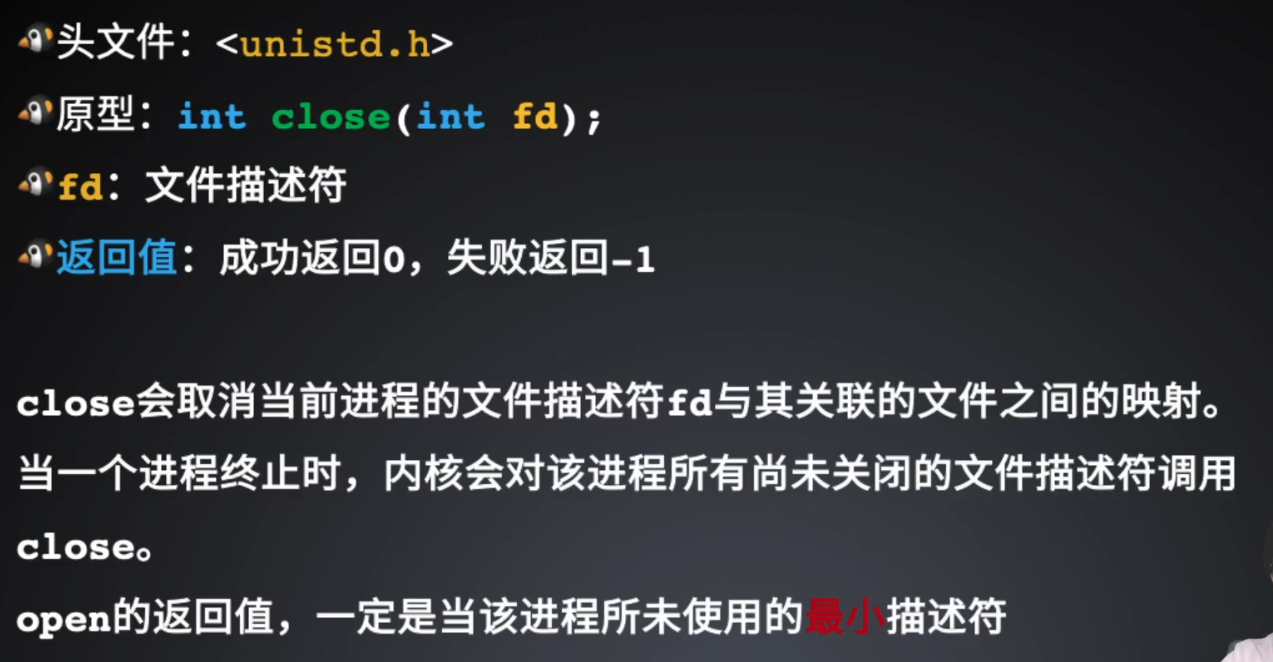 头文件：<unistd.h>
原型：int close(int fd);
fd：文件描述符
返回值：成功返回0，失败返回-1
close会取消当前进程的文件描述符fd与其关联的文件之间的映射。
当一个进程终止时，内核会对该进程所有尚未关闭的文件描述符调用
close。
open的返回值，一定是当该进程所未使用的最小描述符